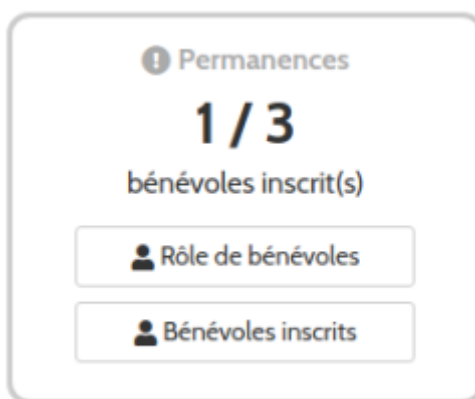 Permanences
1 / 3
bénévoles inscrit(s)
Rôle de bénévoles
Bénévoles inscrits